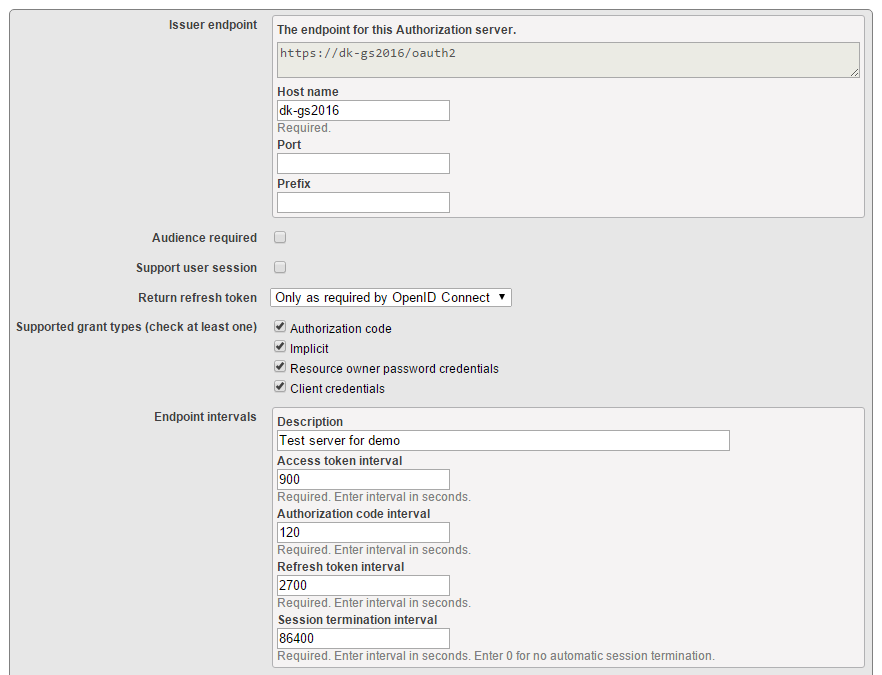 Issuer endpoint
The endpoint for this Authorization server.
https://dk-gs2016/oauth2
Host name
dk-gs2016
Required.
Port
Prefix
Audience required
Support user session
Return refresh token
Only as required by OpenID Connect
Supported grant types (check at least one)
Authorization code
Implicit
Resource owner password credentials
Client credentials
Endpoint intervals
Description
Test server for demo
Access token interval
900
Required. Enter interval in seconds.
Authorization code interval
120
Required. Enter interval in seconds.
Refresh token interval
2700
Required. Enter interval in seconds.
Session termination interval
86400
Required. Enter interval in seconds. Enter 0 for no automatic session termination.